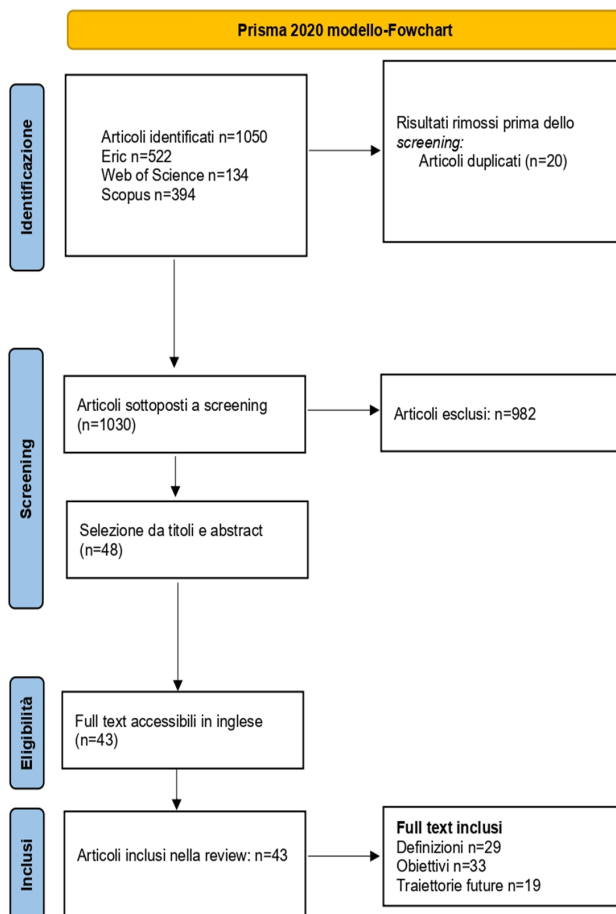 Prisma 2020 modello-Fowchart
Identificazione
Articoli identificati n=1050
Eric n=522
Web of Science n=134
Scopus n=394
Risultati rimossi prima dello
screening:
Articoli duplicati (n=20)
Screening
Articoli sottoposti a screening
(n=1030)
Articoli esclusi: n=982
Selezione da titoli e abstract
(n=48)
Eligibilità
Full text accessibili in inglese
(n=43)
Inclusi
Articoli inclusi nella review: n=43
Full text inclusi
Definizioni n=29
Obiettivi n=33
Traiettorie future n=19